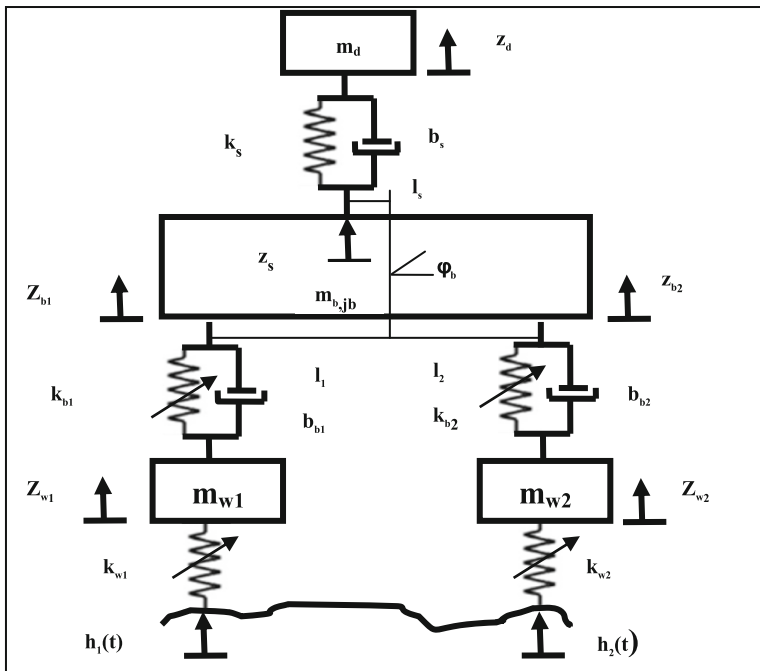 m_d
z_d
k_s
b_s
l_s
z_s
φ_b
Z_b1
m_b,jb
z_b2
k_b1
l_1
l_2
b_b1
k_b2
b_b2
Z_w1
m_w1
m_w2
Z_w2
k_w1
k_w2
h_1(t)
h_2(t)